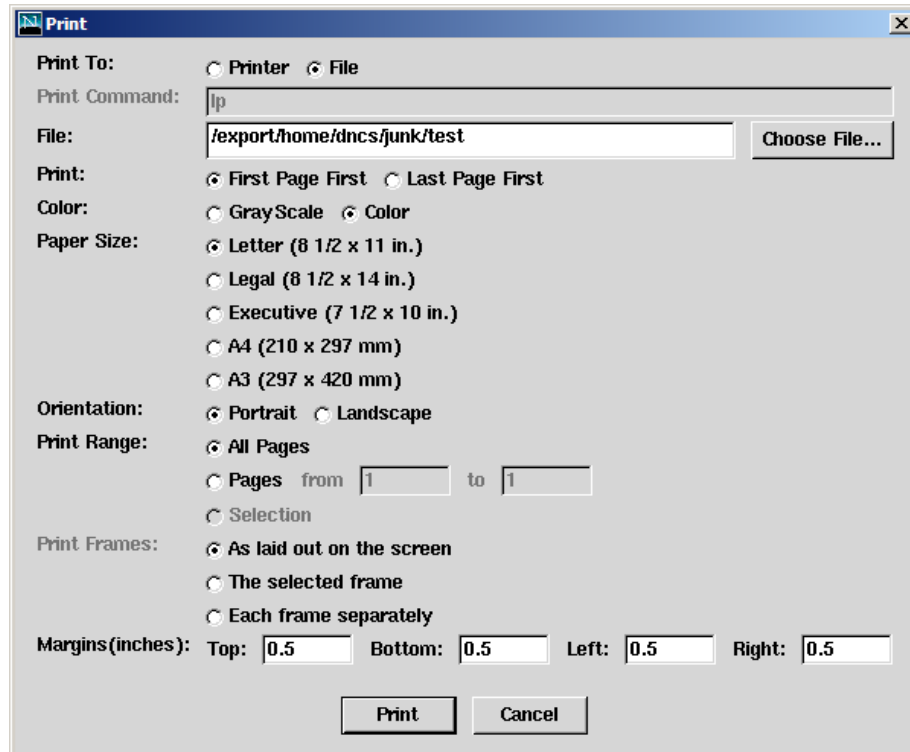 Print
Print To: Printer File
Print Command: lp
File: /export/home/dncs/junk/test Choose File...
Print: First Page First Last Page First
Color: GrayScale Color
Paper Size: Letter (8 1/2 x 11 in.)
Legal (8 1/2 x 14 in.)
Executive (7 1/2 x 10 in.)
A4 (210 x 297 mm)
A3 (297 x 420 mm)
Orientation: Portrait Landscape
Print Range: All Pages
Pages from 1 to 1
Selection
Print Frames: As laid out on the screen
The selected frame
Each frame separately
Margins(inches): Top: 0.5 Bottom: 0.5 Left: 0.5 Right: 0.5
Print Cancel